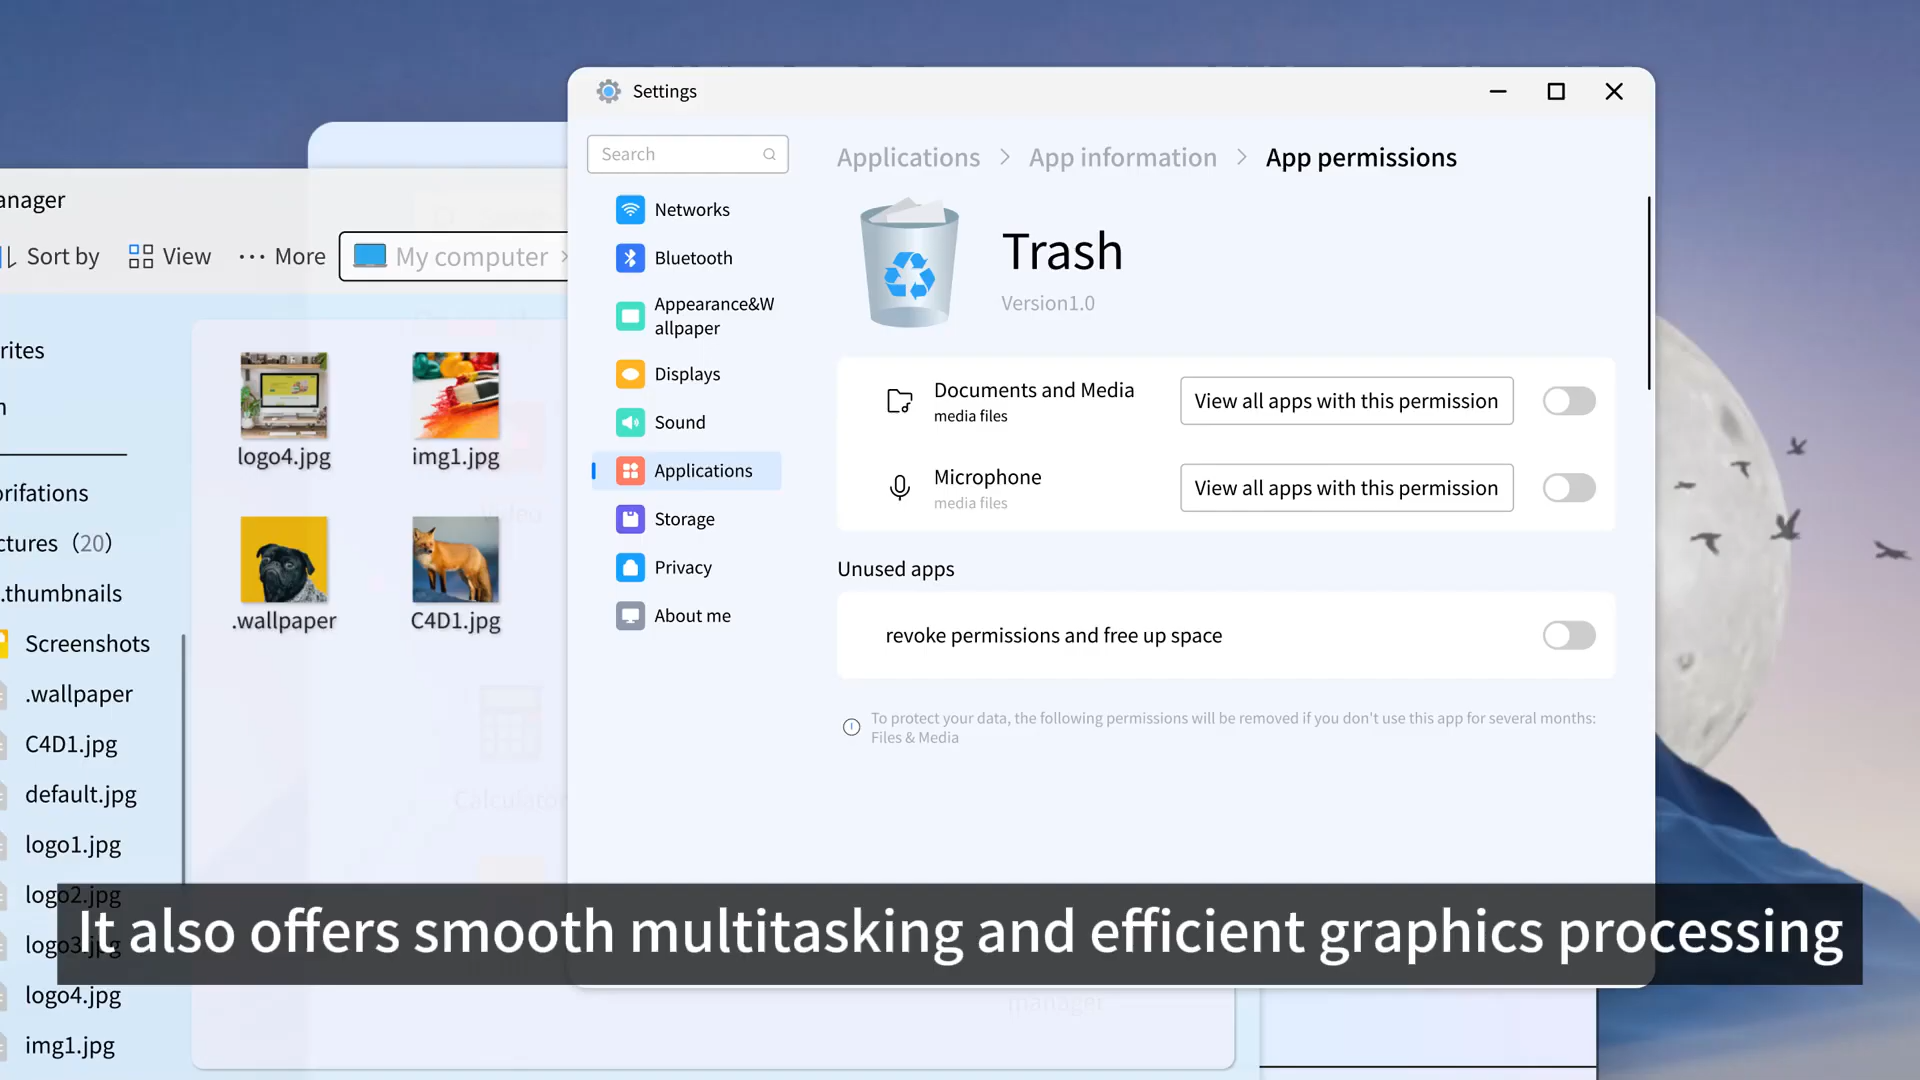 Settings
Search
Applications > App information > App permissions
Networks
Bluetooth
Appearance&W
allpaper
Displays
Sound
Applications
Storage
Privacy
About me
Trash
Version1.0
Documents and Media
media files
View all apps with this permission
Microphone
media files
View all apps with this permission
Unused apps
revoke permissions and free up space
To protect your data, the following permissions will be removed if you don't use this app for several months:
Files & Media
anager
Sort by
View
··· More
My computer >
rites
orifations
ctures（20）
.thumbnails
Screenshots
.wallpaper
C4D1.jpg
default.jpg
logo1.jpg
logo2.jpg
logo3.jpg
logo4.jpg
img1.jpg
logo4.jpg
img1.jpg
.wallpaper
C4D1.jpg
video
Calculator
manager
It also offers smooth multitasking and efficient graphics processing